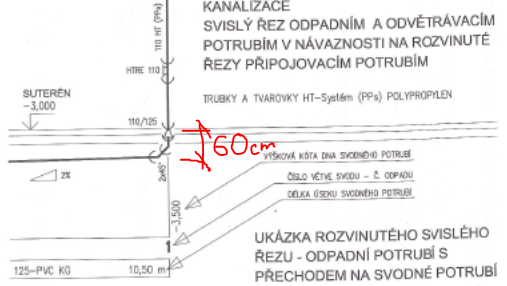 KANALIZACE
SVISLÝ ŘEZ ODPADNÍM A ODVĚTRÁVACÍM
POTRUBÍM V NÁVAZNOSTI NA ROZVINUTÉ
ŘEZY PŘIPOJOVACÍM POTRUBÍM
110 HT (PPs)
HTRE 110
TRUBKY A TVAROVKY HT-Systém (PPs) POLYPROPYLEN
SUTERÉN
-3,000
110/125
60cm
2x45°
2%
VÝŠKOVÁ KÓTA DNA SVODNÉHO POTRUBÍ
ČÍSLO VĚTVE SVODU - Č. ODPADU
DÉLKA ÚSEKU SVODNÉHO POTRUBÍ
-3,500
1
UKÁZKA ROZVINUTÉHO SVISLÉHO
ŘEZU - ODPADNÍ POTRUBÍ S
PŘECHODEM NA SVODNÉ POTRUBÍ
125-PVC KG 10,50 m